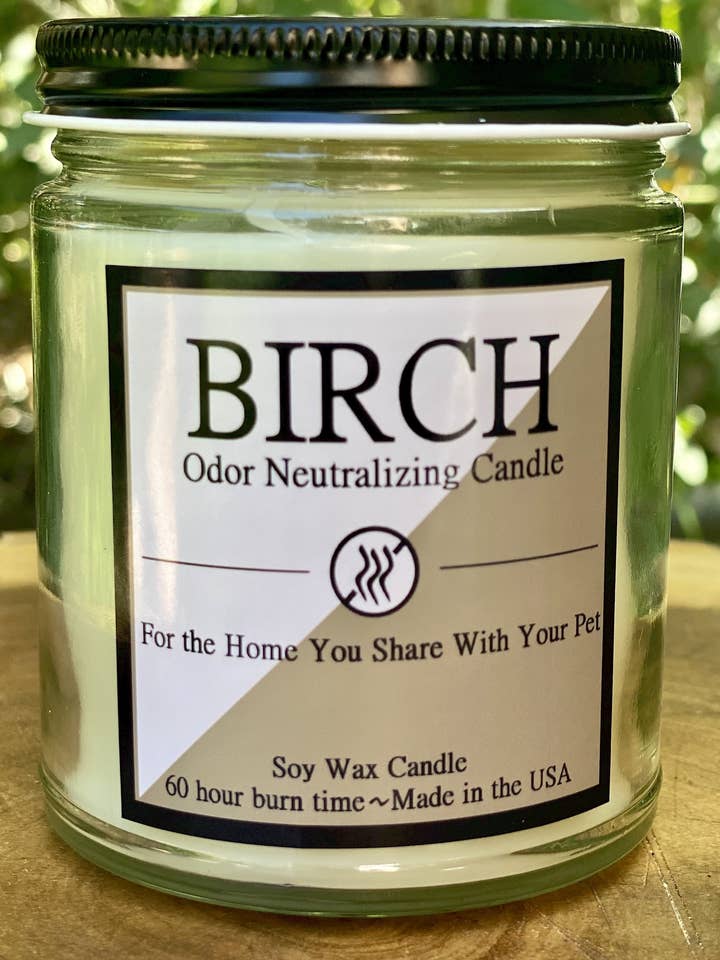 BIRCH
Odor Neutralizing Candle
For the Home You Share With Your Pet
Soy Wax Candle
60 hour burn time~Made in the USA